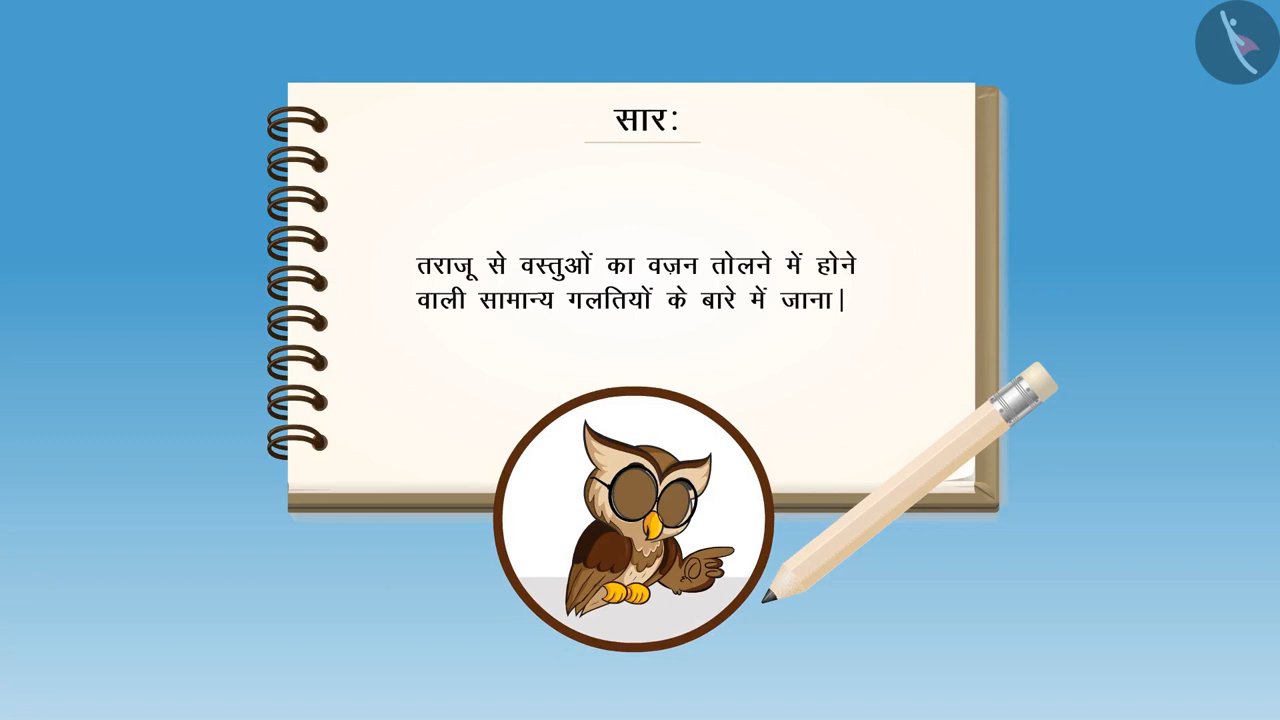 सार:
तराजू से वस्तुओं का वज़न तोलने में होने
वाली सामान्य गलतियों के बारे में जाना|